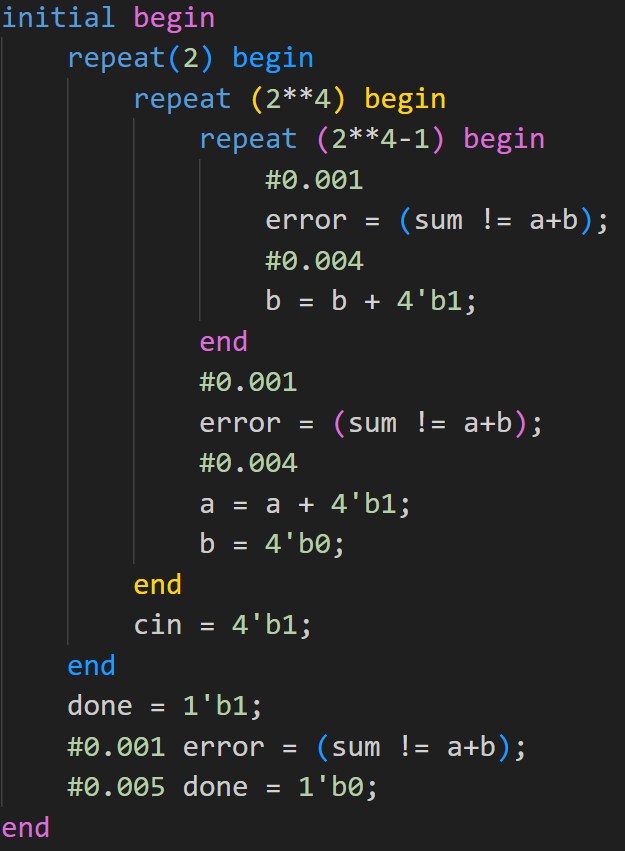 initial begin
repeat(2) begin
repeat (2**4) begin
repeat (2**4-1) begin
#0.001
error = (sum != a+b);
#0.004
b = b + 4'b1;
end
#0.001
error = (sum != a+b);
#0.004
a = a + 4'b1;
b = 4'b0;
end
cin = 4'b1;
end
done = 1'b1;
#0.001 error = (sum != a+b);
#0.005 done = 1'b0;
end